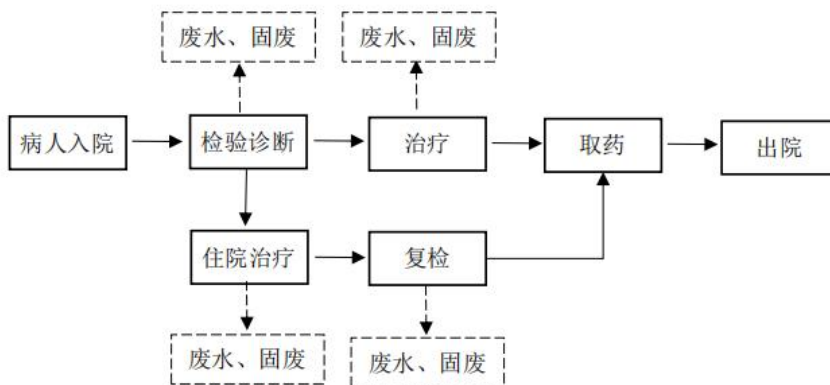 废水、固废
废水、固废
病人入院
检验诊断
治疗
取药
出院
住院治疗
复检
废水、固废
废水、固废